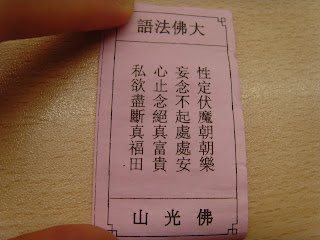 大佛法語
性定伏魔朝朝樂
妄念不起處處安
心止念絕真富貴
私欲盡斷真福田
佛光山